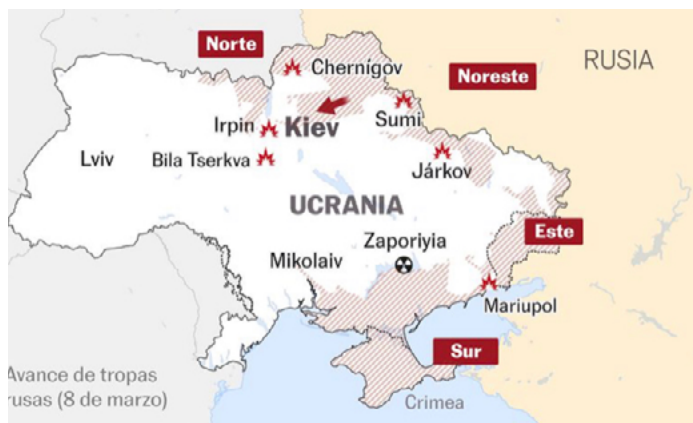 Norte
Chernígov
Noreste
RUSIA
Irpin
Kiev
Sumi
Lviv
Bila Tserkva
Járkov
UCRANIA
Este
Zaporiyia
Mikolaiv
Mariupol
Sur
Avance de tropas
rusas (8 de marzo)
Crimea